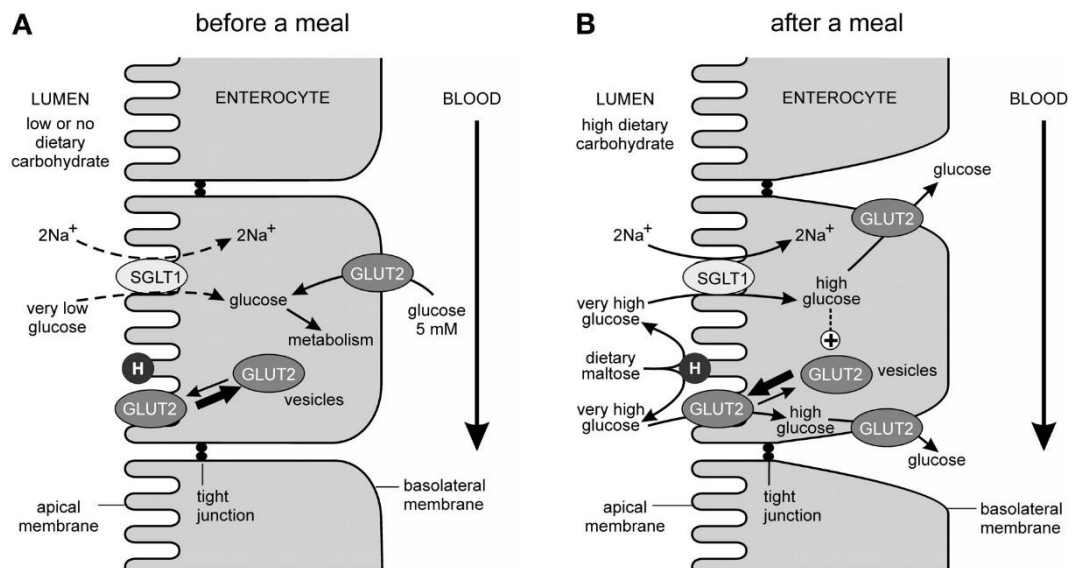 A
before a meal
LUMEN
low or no
dietary
carbohydrate
ENTEROCYTE
BLOOD
2Na+
2Na+
SGLT1
GLUT2
very low
glucose
glucose
glucose
5 mM
metabolism
H
GLUT2
vesicles
GLUT2
apical
membrane
tight
junction
basolateral
membrane
B
after a meal
LUMEN
high dietary
carbohydrate
ENTEROCYTE
BLOOD
glucose
GLUT2
2Na+
2Na+
SGLT1
high
glucose
very high
glucose
+
dietary
maltose
H
GLUT2
vesicles
very high
glucose
GLUT2
high
glucose
GLUT2
glucose
apical
membrane
tight
junction
basolateral
membrane